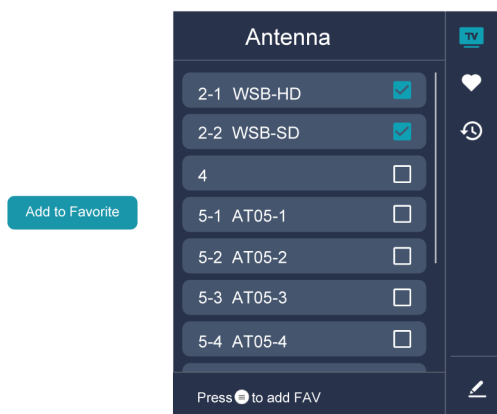 Antenna
TV
2-1 WSB-HD
2-2 WSB-SD
4
5-1 AT05-1
Add to Favorite
5-2 AT05-2
5-3 AT05-3
5-4 AT05-4
Press to add FAV